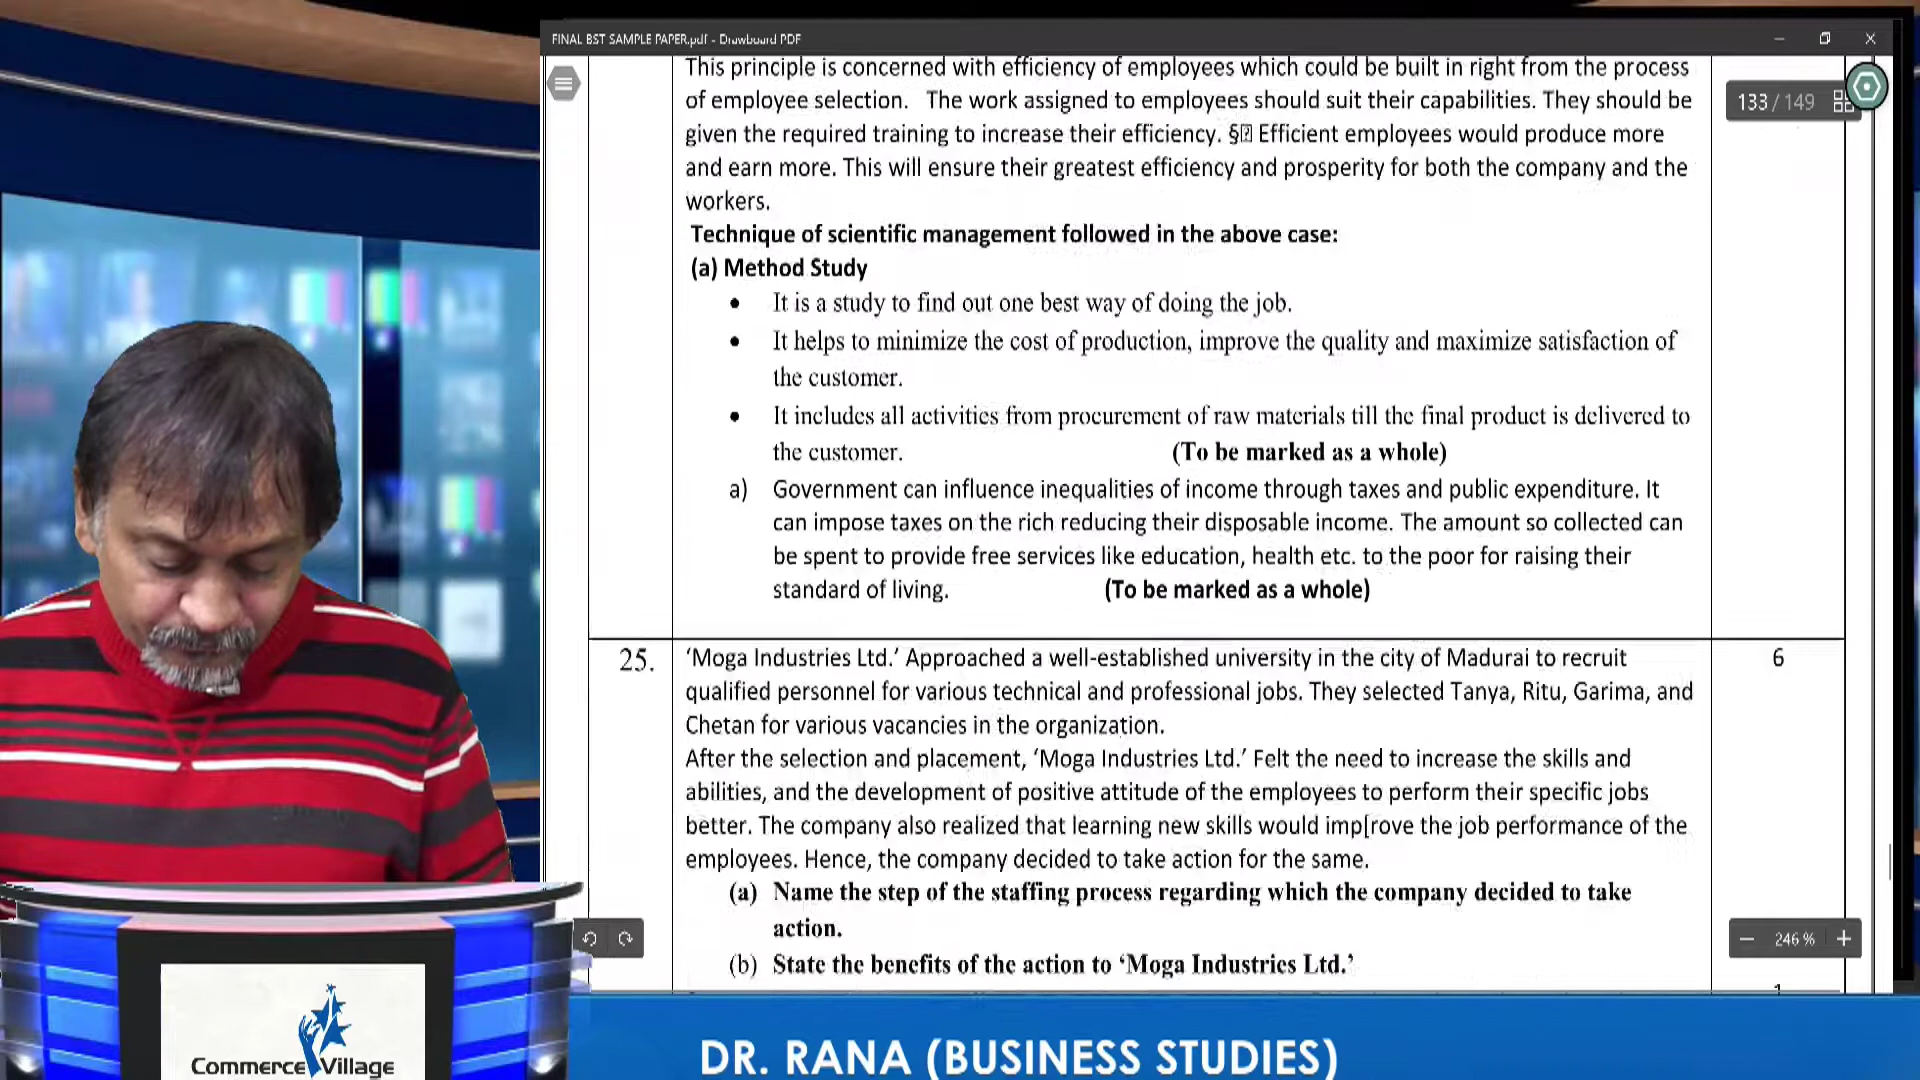 FINAL BST SAMPLE PAPER.pdf - Drawboard PDF
This principle is concerned with efficiency of employees which could be built in right from the process
of employee selection. The work assigned to employees should suit their capabilities. They should be
given the required training to increase their efficiency. § Efficient employees would produce more
and earn more. This will ensure their greatest efficiency and prosperity for both the company and the
workers.
133 / 149
Technique of scientific management followed in the above case:
(a) Method Study
• It is a study to find out one best way of doing the job.
• It helps to minimize the cost of production, improve the quality and maximize satisfaction of
the customer.
• It includes all activities from procurement of raw materials till the final product is delivered to
the customer. (To be marked as a whole)
a) Government can influence inequalities of income through taxes and public expenditure. It
can impose taxes on the rich reducing their disposable income. The amount so collected can
be spent to provide free services like education, health etc. to the poor for raising their
standard of living. (To be marked as a whole)
25. ‘Moga Industries Ltd.’ Approached a well-established university in the city of Madurai to recruit 6
qualified personnel for various technical and professional jobs. They selected Tanya, Ritu, Garima, and
Chetan for various vacancies in the organization.
After the selection and placement, ‘Moga Industries Ltd.’ Felt the need to increase the skills and
abilities, and the development of positive attitude of the employees to perform their specific jobs
better. The company also realized that learning new skills would imp[rove the job performance of the
employees. Hence, the company decided to take action for the same.
(a) Name the step of the staffing process regarding which the company decided to take
action.
(b) State the benefits of the action to ‘Moga Industries Ltd.’
246 %
Commerce Village
DR. RANA (BUSINESS STUDIES)